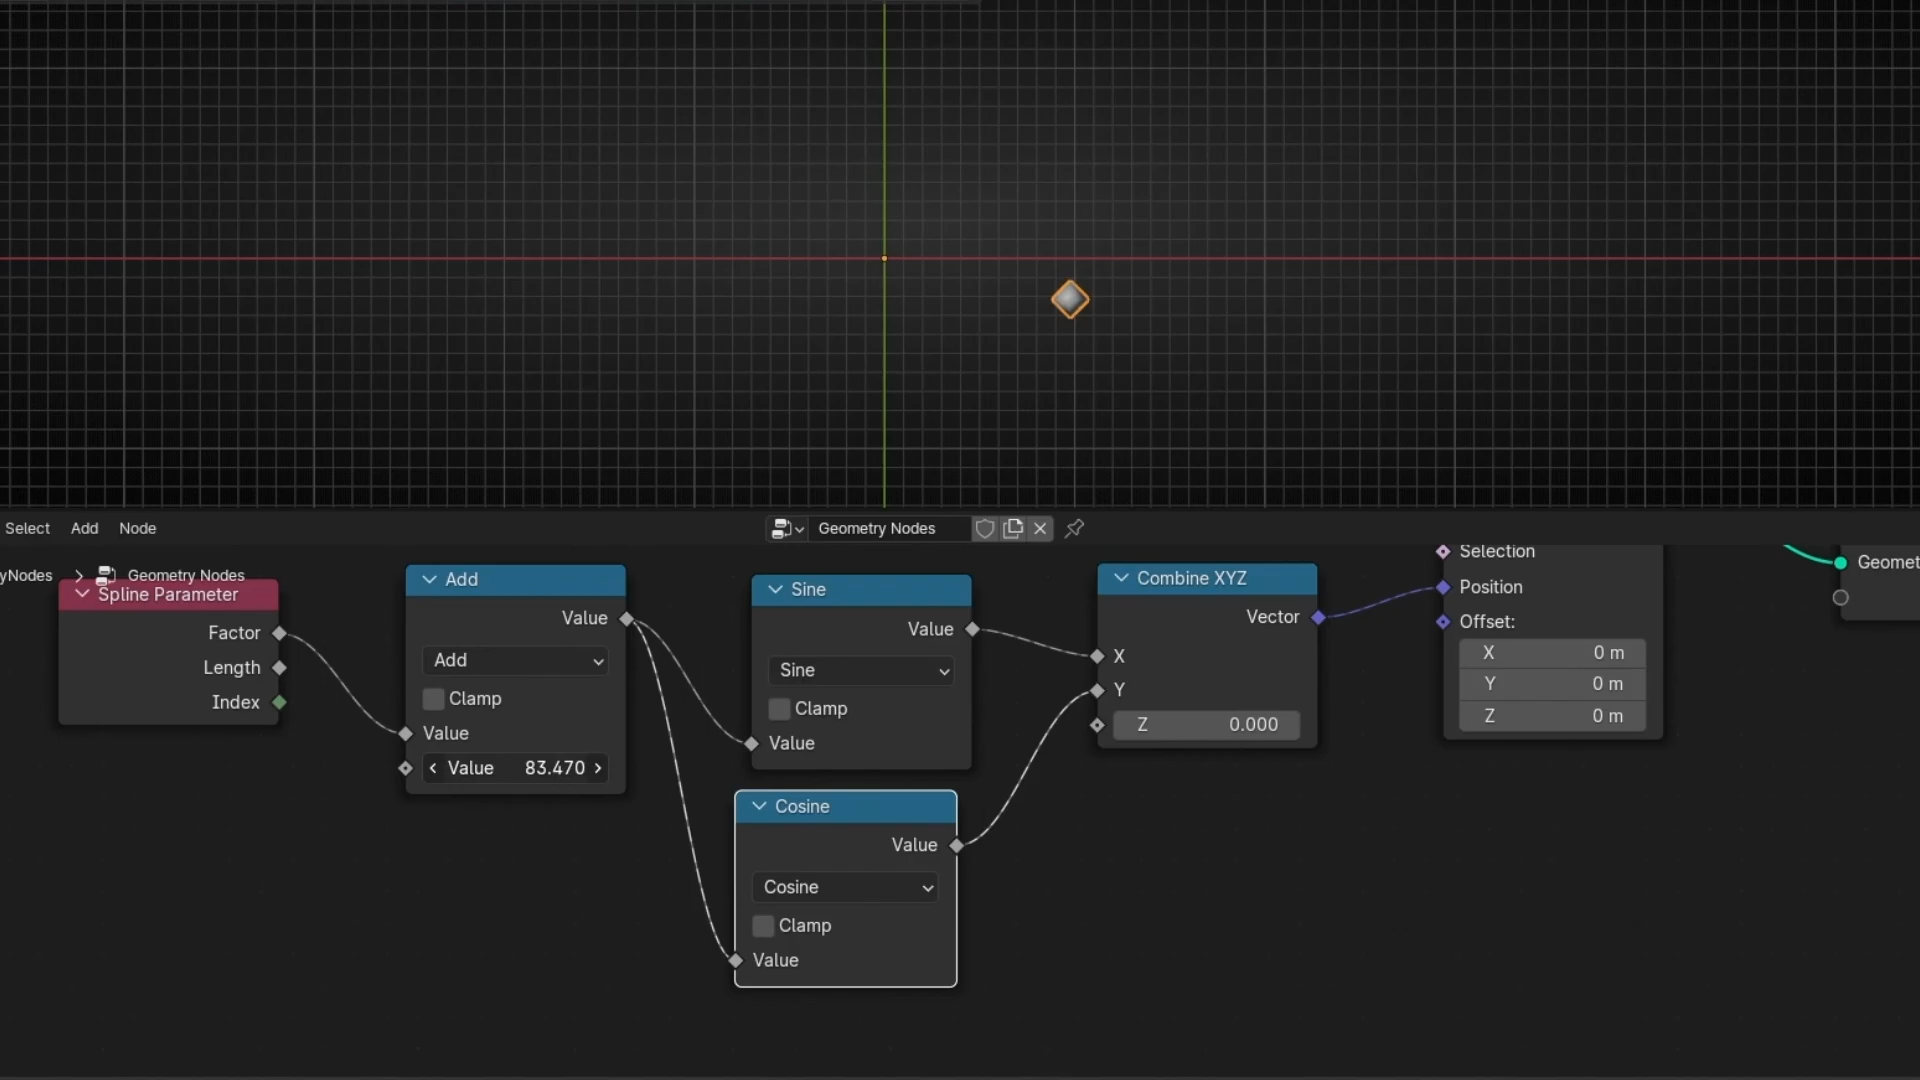 Select Add Node
Geometry Nodes
yNodes > Geometry Nodes
Spline Parameter
Factor
Length
Index
Add
Value
Add
Clamp
Value
Value 83.470
Sine
Value
Sine
Clamp
Value
Cosine
Value
Cosine
Clamp
Value
Combine XYZ
Vector
X
Y
Z 0.000
Selection
Position
Offset:
X 0 m
Y 0 m
Z 0 m
Geomet